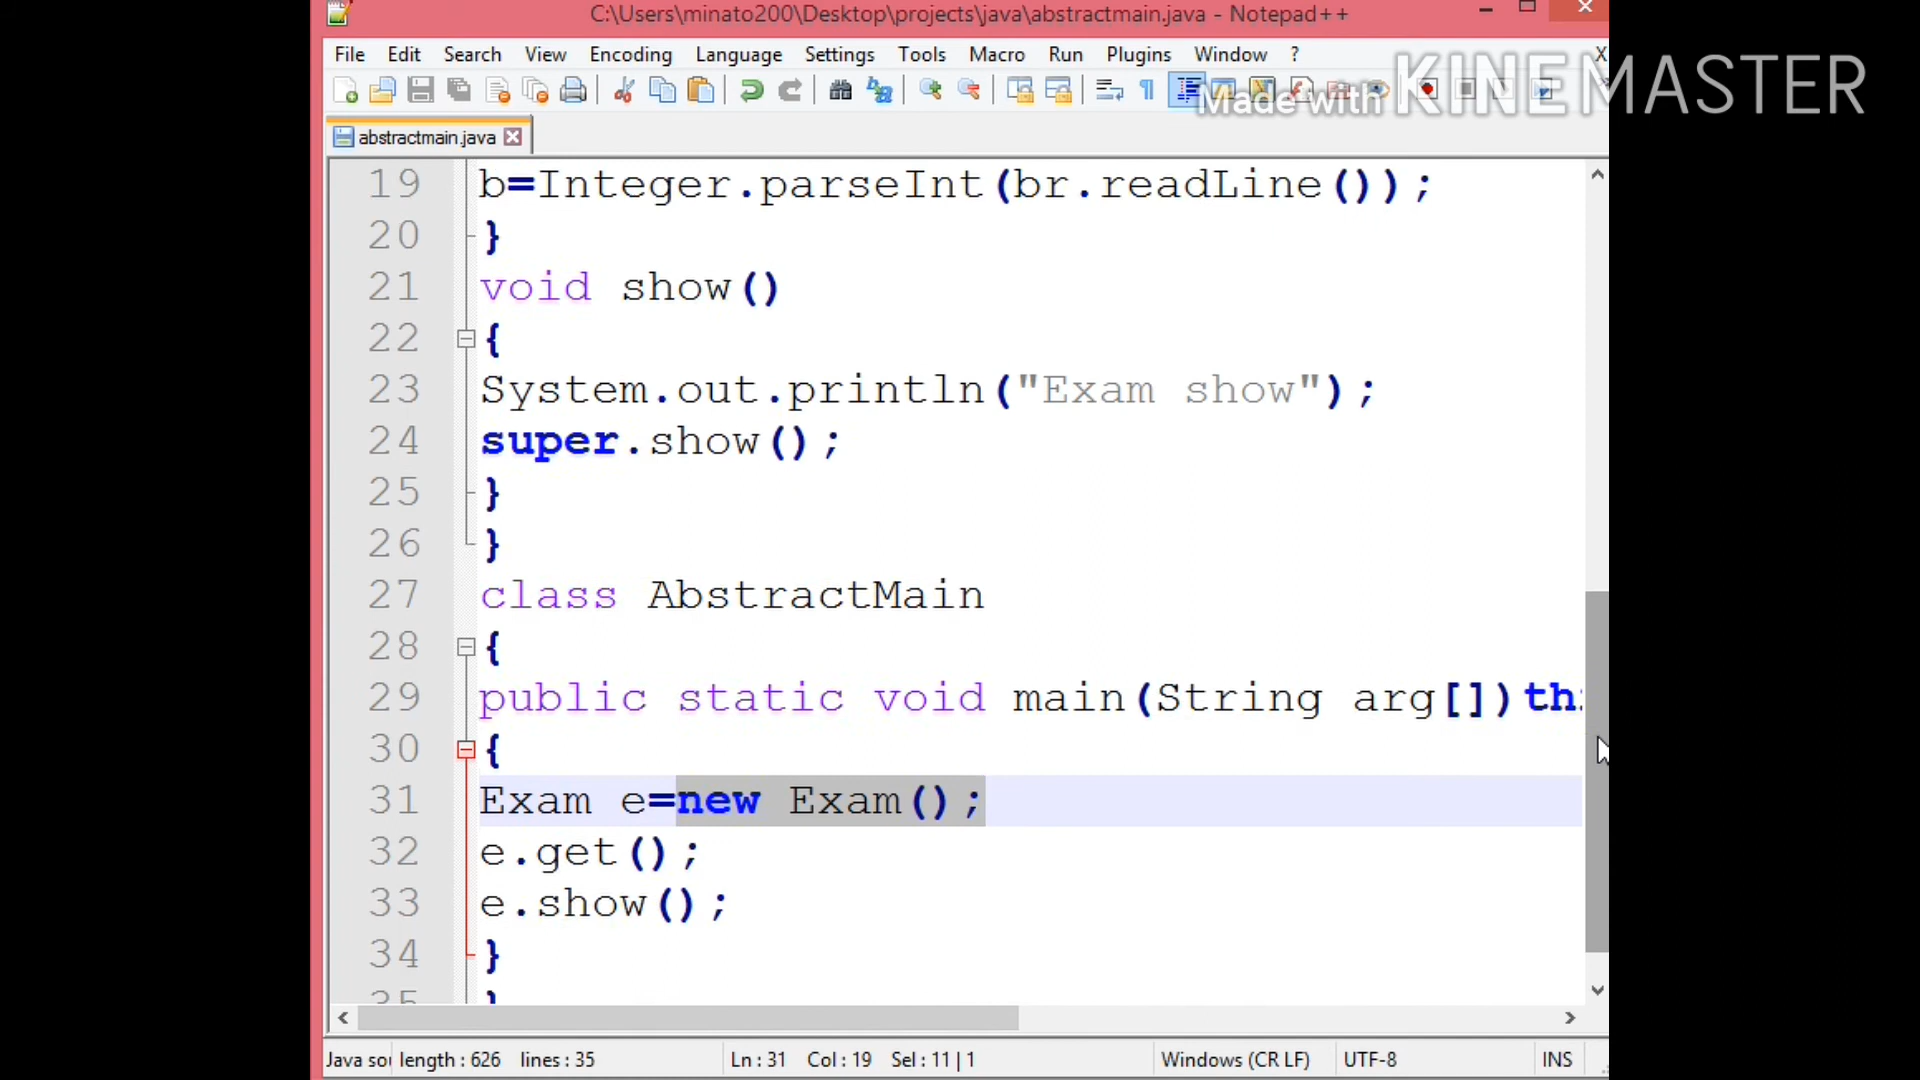 C:\Users\minato200\Desktop\projects\java\abstractmain.java - Notepad++
File Edit Search View Encoding Language Settings Tools Macro Run Plugins Window ? X
Made with KINEMASTER
abstractmain.java
19 b=Integer.parseInt(br.readLine());
20 }
21 void show()
22 {
23 System.out.println("Exam show");
24 super.show();
25 }
26 }
27 class AbstractMain
28 {
29 public static void main(String arg[])th
30 {
31 Exam e=new Exam();
32 e.get();
33 e.show();
34 }
35 }
Java sou length : 626 lines : 35 Ln : 31 Col : 19 Sel : 11 | 1 Windows (CR LF) UTF-8 INS